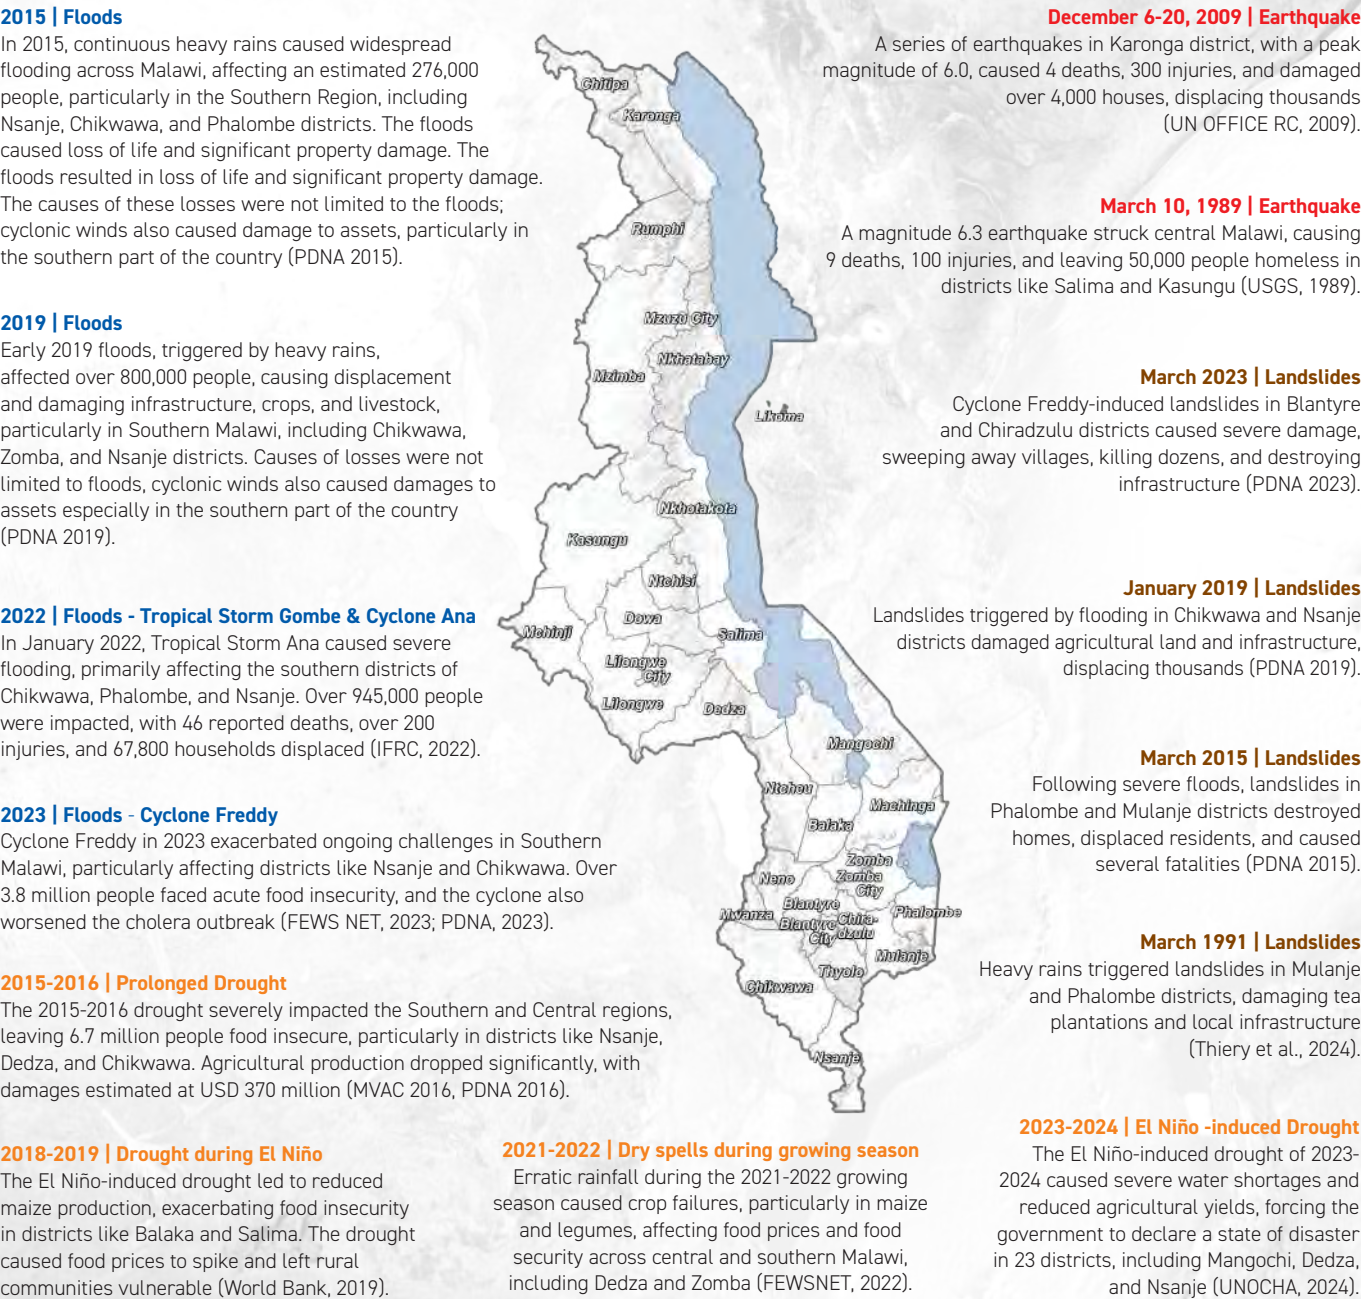 2015 | Floods
In 2015, continuous heavy rains caused widespread
flooding across Malawi, affecting an estimated 276,000
people, particularly in the Southern Region, including
Nsanje, Chikwawa, and Phalombe districts. The floods
caused loss of life and significant property damage. The
floods resulted in loss of life and significant property damage.
The causes of these losses were not limited to the floods;
cyclonic winds also caused damage to assets, particularly in
the southern part of the country (PDNA 2015).
2019 | Floods
Early 2019 floods, triggered by heavy rains,
affected over 800,000 people, causing displacement
and damaging infrastructure, crops, and livestock,
particularly in Southern Malawi, including Chikwawa,
Zomba, and Nsanje districts. Causes of losses were not
limited to floods, cyclonic winds also caused damages to
assets especially in the southern part of the country
(PDNA 2019).
2022 | Floods - Tropical Storm Gombe & Cyclone Ana
In January 2022, Tropical Storm Ana caused severe
flooding, primarily affecting the southern districts of
Chikwawa, Phalombe, and Nsanje. Over 945,000 people
were impacted, with 46 reported deaths, over 200
injuries, and 67,800 households displaced (IFRC, 2022).
2023 | Floods - Cyclone Freddy
Cyclone Freddy in 2023 exacerbated ongoing challenges in Southern
Malawi, particularly affecting districts like Nsanje and Chikwawa. Over
3.8 million people faced acute food insecurity, and the cyclone also
worsened the cholera outbreak (FEWS NET, 2023; PDNA, 2023).
2015-2016 | Prolonged Drought
The 2015-2016 drought severely impacted the Southern and Central regions,
leaving 6.7 million people food insecure, particularly in districts like Nsanje,
Dedza, and Chikwawa. Agricultural production dropped significantly, with
damages estimated at USD 370 million (MVAC 2016, PDNA 2016).
2018-2019 | Drought during El Niño
The El Niño-induced drought led to reduced
maize production, exacerbating food insecurity
in districts like Balaka and Salima. The drought
caused food prices to spike and left rural
communities vulnerable (World Bank, 2019).
2021-2022 | Dry spells during growing season
Erratic rainfall during the 2021-2022 growing
season caused crop failures, particularly in maize
and legumes, affecting food prices and food
security across central and southern Malawi,
including Dedza and Zomba (FEWSNET, 2022).
December 6-20, 2009 | Earthquake
A series of earthquakes in Karonga district, with a peak
magnitude of 6.0, caused 4 deaths, 300 injuries, and damaged
over 4,000 houses, displacing thousands
(UN OFFICE RC, 2009).
March 10, 1989 | Earthquake
A magnitude 6.3 earthquake struck central Malawi, causing
9 deaths, 100 injuries, and leaving 50,000 people homeless in
districts like Salima and Kasungu (USGS, 1989).
March 2023 | Landslides
Cyclone Freddy-induced landslides in Blantyre
and Chiradzulu districts caused severe damage,
sweeping away villages, killing dozens, and destroying
infrastructure (PDNA 2023).
January 2019 | Landslides
Landslides triggered by flooding in Chikwawa and Nsanje
districts damaged agricultural land and infrastructure,
displacing thousands (PDNA 2019).
March 2015 | Landslides
Following severe floods, landslides in
Phalombe and Mulanje districts destroyed
homes, displaced residents, and caused
several fatalities (PDNA 2015).
March 1991 | Landslides
Heavy rains triggered landslides in Mulanje
and Phalombe districts, damaging tea
plantations and local infrastructure
(Thiery et al., 2024).
2023-2024 | El Niño -induced Drought
The El Niño-induced drought of 2023-
2024 caused severe water shortages and
reduced agricultural yields, forcing the
government to declare a state of disaster
in 23 districts, including Mangochi, Dedza,
and Nsanje (UNOCHA, 2024).
Chitipa
Karonga
Rumphi
Mzuzu City
Nkhatabay
Mzimba
Likoma
Nkhotakota
Kasungu
Ntchisi
Dowa
Mchinji
Salima
Lilongwe
City
Lilongwe
Dedza
Mangochi
Ntcheu
Machinga
Balaka
Zomba
Zomba
City
Neno
Blantyre
Mwanza
Blantyre
City
Chira-
dzulu
Phalombe
Mulanje
Thyolo
Chikwawa
Nsanje